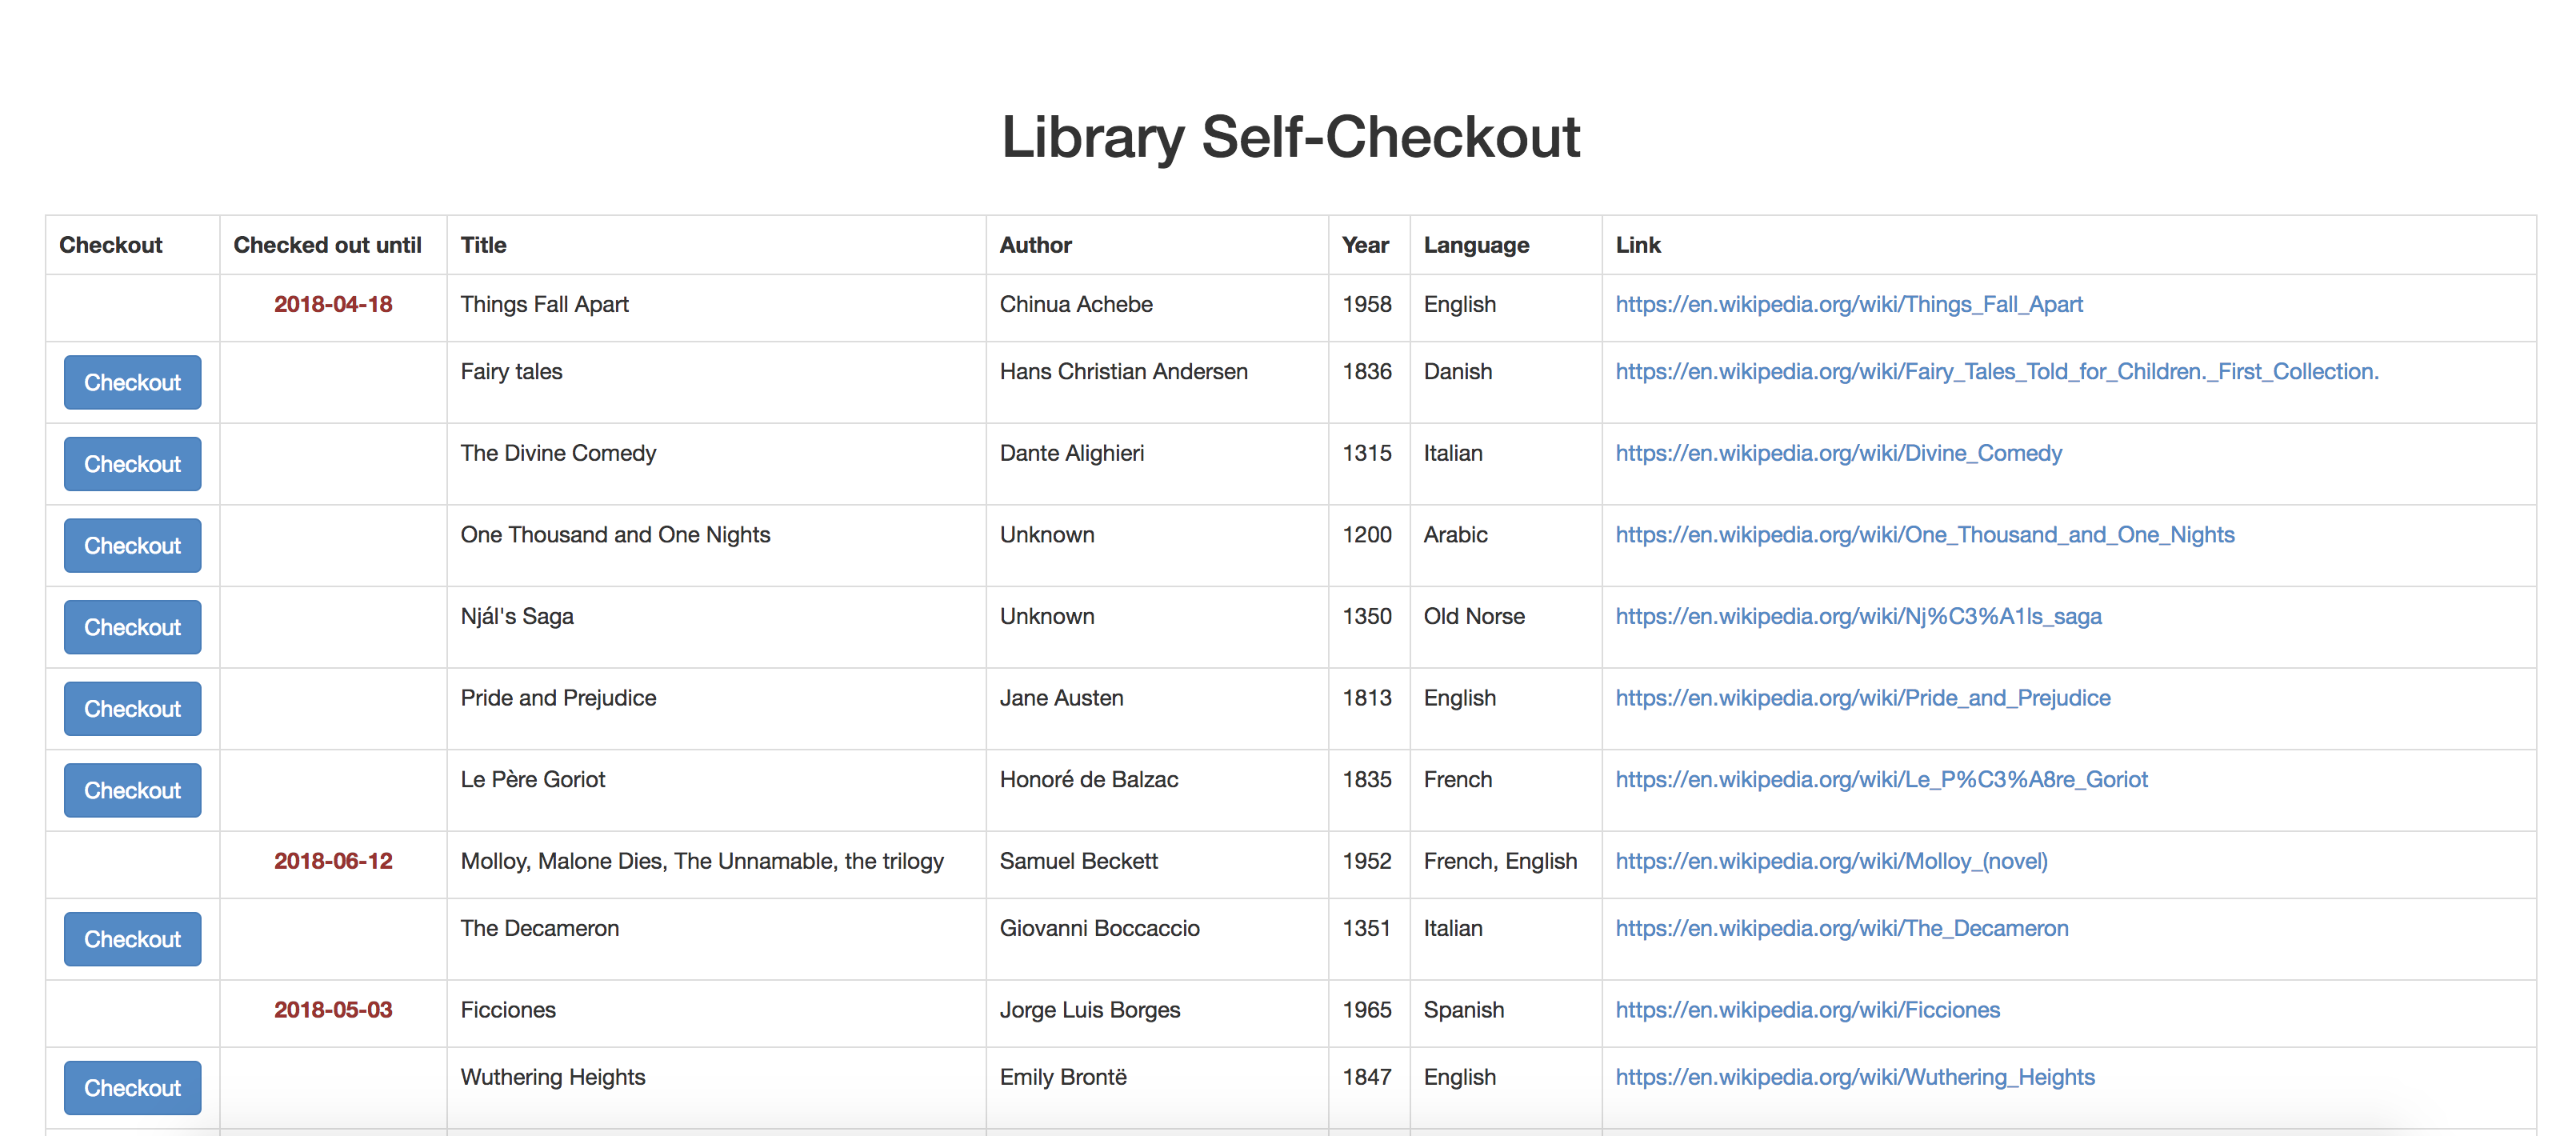 Library Self-Checkout
Checkout Checked out until Title Author Year Language Link
2018-04-18 Things Fall Apart Chinua Achebe 1958 English https://en.wikipedia.org/wiki/Things_Fall_Apart
Checkout Fairy tales Hans Christian Andersen 1836 Danish https://en.wikipedia.org/wiki/Fairy_Tales_Told_for_Children._First_Collection.
Checkout The Divine Comedy Dante Alighieri 1315 Italian https://en.wikipedia.org/wiki/Divine_Comedy
Checkout One Thousand and One Nights Unknown 1200 Arabic https://en.wikipedia.org/wiki/One_Thousand_and_One_Nights
Checkout Njál's Saga Unknown 1350 Old Norse https://en.wikipedia.org/wiki/Nj%C3%A1ls_saga
Checkout Pride and Prejudice Jane Austen 1813 English https://en.wikipedia.org/wiki/Pride_and_Prejudice
Checkout Le Père Goriot Honoré de Balzac 1835 French https://en.wikipedia.org/wiki/Le_P%C3%A8re_Goriot
2018-06-12 Molloy, Malone Dies, The Unnamable, the trilogy Samuel Beckett 1952 French, English https://en.wikipedia.org/wiki/Molloy_(novel)
Checkout The Decameron Giovanni Boccaccio 1351 Italian https://en.wikipedia.org/wiki/The_Decameron
2018-05-03 Ficciones Jorge Luis Borges 1965 Spanish https://en.wikipedia.org/wiki/Ficciones
Checkout Wuthering Heights Emily Brontë 1847 English https://en.wikipedia.org/wiki/Wuthering_Heights